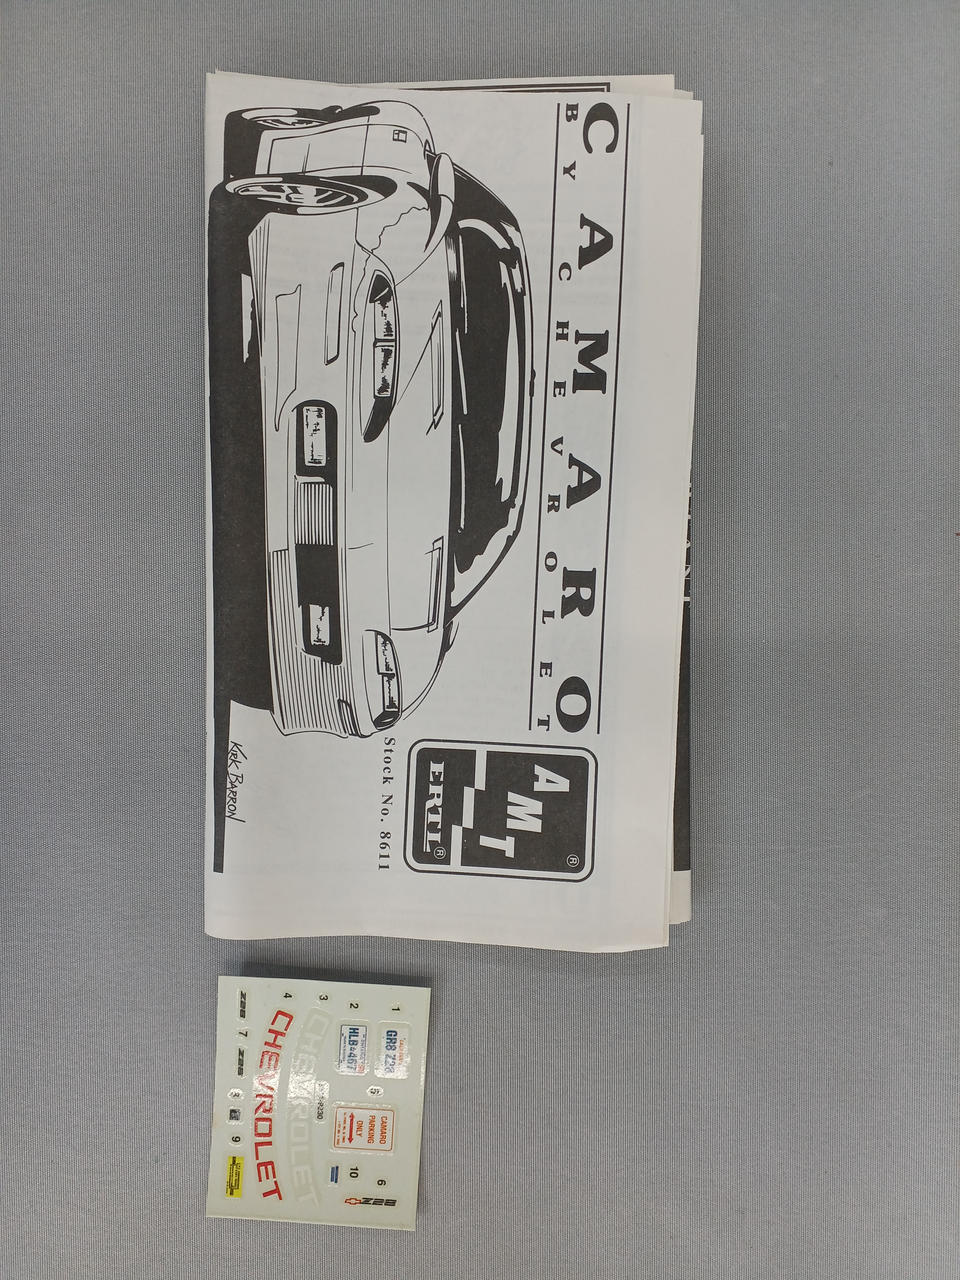 CAMARO
BY CHEVROLET
AMT
ERTL®
®
Stock No. 8611
KIRK BARRON
1
GR8 Z28
2
HLB 467
3
CHEVROLET
4
CHEVROLET
5
CAMARO
PARKING
ONLY
6
Z28
10
Z28
7
Z28
9